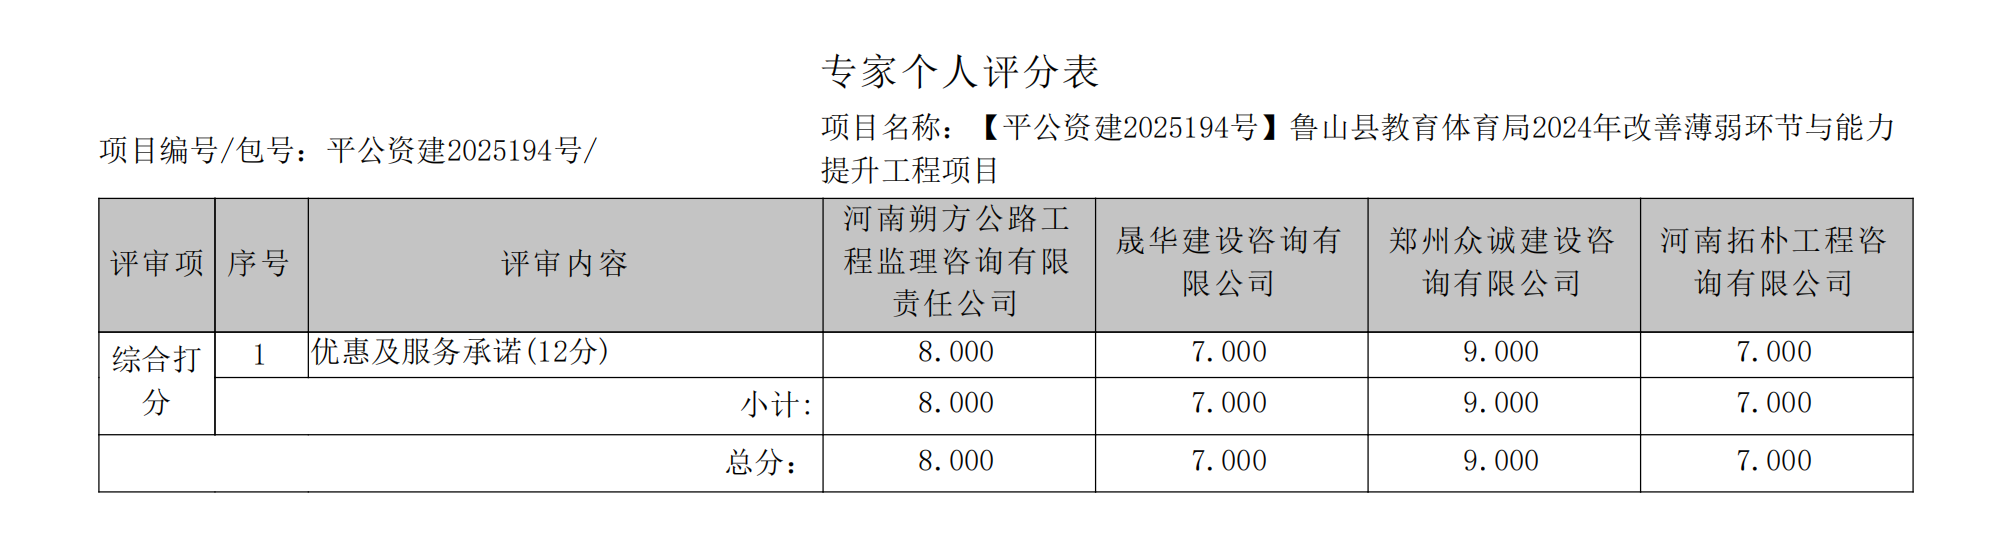 专家个人评分表
项目编号/包号：平公资建2025194号/
项目名称：【平公资建2025194号】鲁山县教育体育局2024年改善薄弱环节与能力
提升工程项目
评审项 序号 评审内容
河南朔方公路工
程监理咨询有限
责任公司
晟华建设咨询有
限公司
郑州众诚建设咨
询有限公司
河南拓朴工程咨
询有限公司
综合打
分
1 优惠及服务承诺(12分) 8.000 7.000 9.000 7.000
小计: 8.000 7.000 9.000 7.000
总分： 8.000 7.000 9.000 7.000